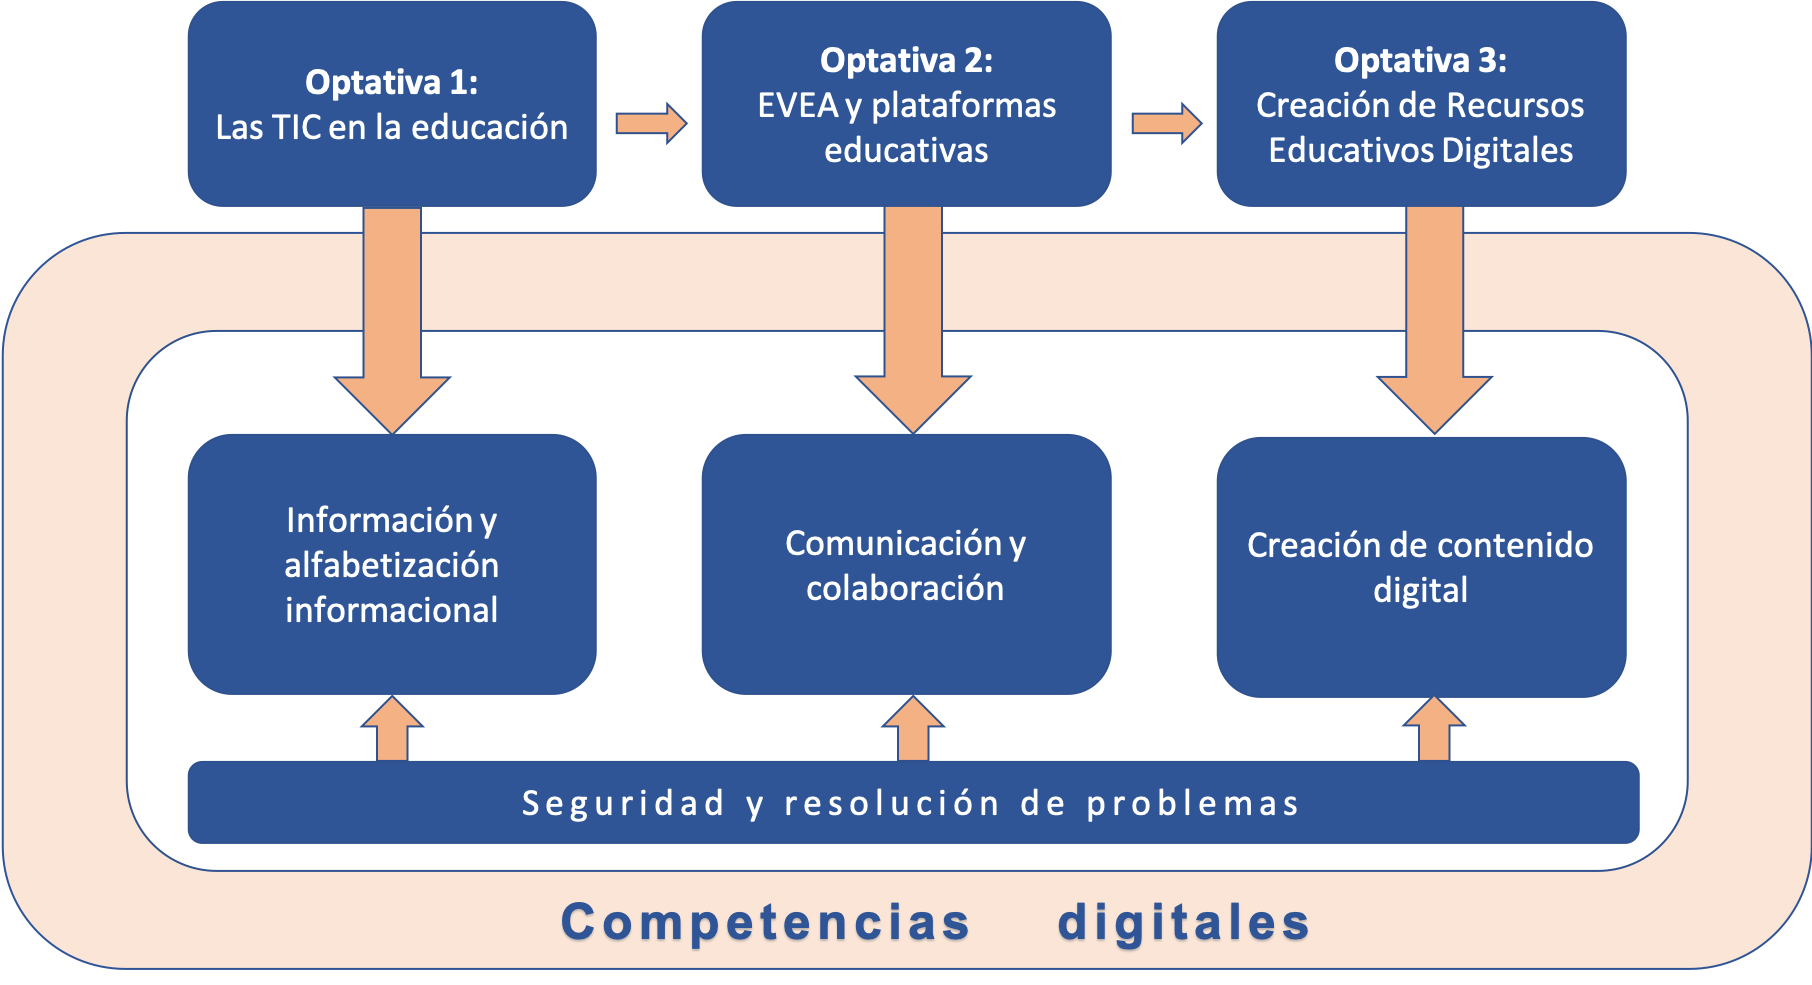 Optativa 1:
Las TIC en la educación
Optativa 2:
EVEA y plataformas
educativas
Optativa 3:
Creación de Recursos
Educativos Digitales
Información y
alfabetización
informacional
Comunicación y
colaboración
Creación de contenido
digital
Seguridad y resolución de problemas
Competencias digitales